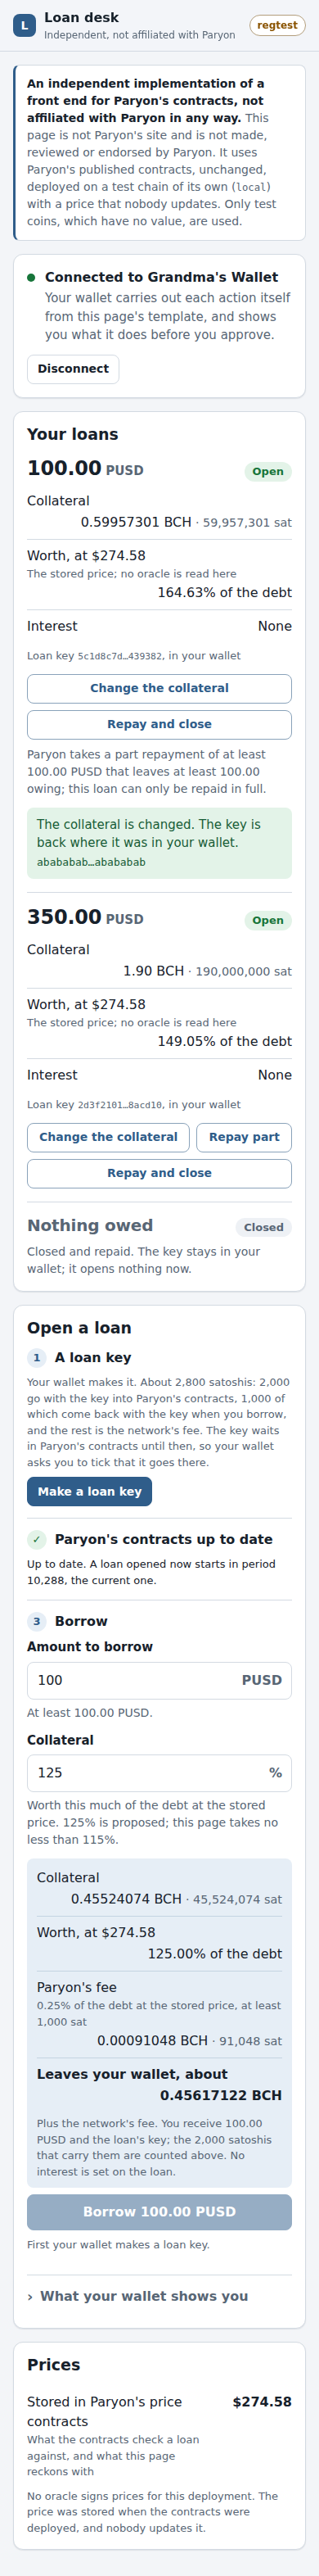 L
Loan desk
Independent, not affiliated with Paryon
regtest
An independent implementation of a
front end for Paryon's contracts, not
affiliated with Paryon in any way. This
page is not Paryon's site and is not made,
reviewed or endorsed by Paryon. It uses
Paryon's published contracts, unchanged,
deployed on a test chain of its own (local)
with a price that nobody updates. Only test
coins, which have no value, are used.
Connected to Grandma's Wallet
Your wallet carries out each action itself
from this page's template, and shows
you what it does before you approve.
Disconnect
Your loans
100.00 PUSD
Open
Collateral
0.59957301 BCH · 59,957,301 sat
Worth, at $274.58
The stored price; no oracle is read here
164.63% of the debt
Interest None
Loan key 5c1d8c7d…439382, in your wallet
Change the collateral
Repay and close
Paryon takes a part repayment of at least
100.00 PUSD that leaves at least 100.00
owing; this loan can only be repaid in full.
The collateral is changed. The key is
back where it was in your wallet.
abababab…abababab
350.00 PUSD
Open
Collateral
1.90 BCH · 190,000,000 sat
Worth, at $274.58
The stored price; no oracle is read here
149.05% of the debt
Interest None
Loan key 2d3f2101…8acd10, in your wallet
Change the collateral
Repay part
Repay and close
Nothing owed
Closed
Closed and repaid. The key stays in your
wallet; it opens nothing now.
Open a loan
1 A loan key
Your wallet makes it. About 2,800 satoshis: 2,000
go with the key into Paryon's contracts, 1,000 of
which come back with the key when you borrow,
and the rest is the network's fee. The key waits
in Paryon's contracts until then, so your wallet
asks you to tick that it goes there.
Make a loan key
✓ Paryon's contracts up to date
Up to date. A loan opened now starts in period
10,288, the current one.
3 Borrow
Amount to borrow
100 PUSD
At least 100.00 PUSD.
Collateral
125 %
Worth this much of the debt at the stored
price. 125% is proposed; this page takes no
less than 115%.
Collateral
0.45524074 BCH · 45,524,074 sat
Worth, at $274.58
125.00% of the debt
Paryon's fee
0.25% of the debt at the stored price, at least
1,000 sat
0.00091048 BCH · 91,048 sat
Leaves your wallet, about
0.45617122 BCH
Plus the network's fee. You receive 100.00
PUSD and the loan's key; the 2,000 satoshis
that carry them are counted above. No
interest is set on the loan.
Borrow 100.00 PUSD
First your wallet makes a loan key.
› What your wallet shows you
Prices
Stored in Paryon's price $274.58
contracts
What the contracts check a loan
against, and what this page
reckons with
No oracle signs prices for this deployment. The
price was stored when the contracts were
deployed, and nobody updates it.